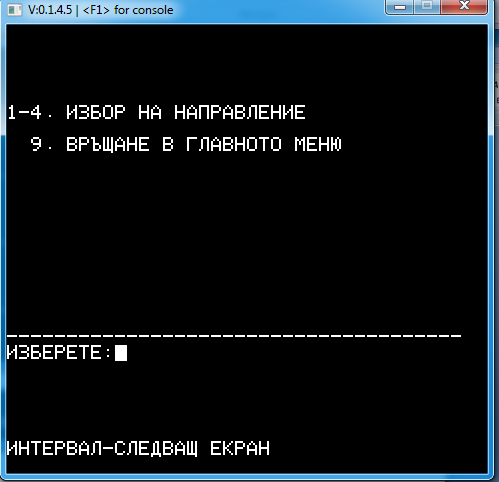 V:0.1.4.5 | <F1> for console
1-4. ИЗБОР НА НАПРАВЛЕНИЕ
9. ВРЪЩАНЕ В ГЛАВНОТО МЕНЮ
ИЗБЕРЕТЕ:
ИНТЕРВАЛ-СЛЕДВАЩ ЕКРАН